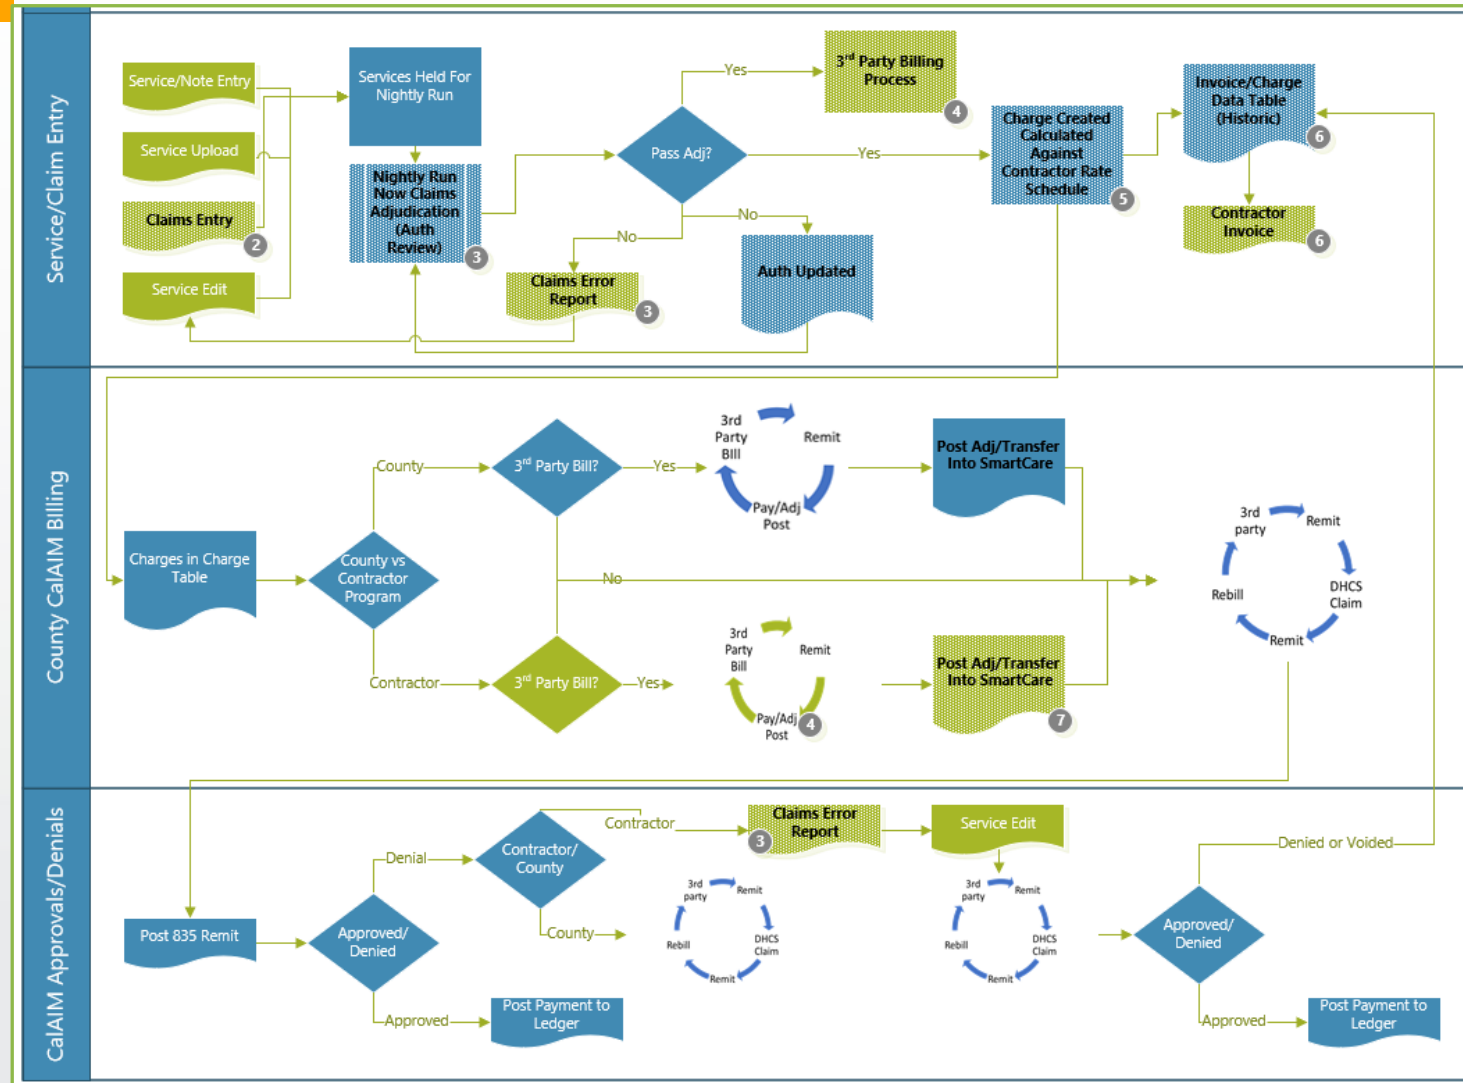 Service/Claim Entry
Service/Note Entry
Service Upload
Claims Entry
2
Service Edit
Services Held For
Nightly Run
Nightly Run
Now Claims
Adjudication
(Auth
Review)
3
Pass Adj?
Yes
3rd Party Billing
Process
4
Yes
No
No
Claims Error
Report
3
Auth Updated
Charge Created
Calculated
Against
Contractor Rate
Schedule
5
Invoice/Charge
Data Table
(Historic)
6
Contractor
Invoice
6
County CalAIM Billing
Charges in Charge
Table
County vs
Contractor
Program
County
3rd Party Bill?
Yes
3rd
Party
BIll
Remit
Pay/Adj
Post
Post Adj/Transfer
Into SmartCare
No
Contractor
3rd Party Bill?
Yes
3rd
Party
Bill
Remit
Pay/Adj
Post
4
Post Adj/Transfer
Into SmartCare
7
3rd
party
Remit
DHCS
Claim
Remit
Rebill
CalAIM Approvals/Denials
Post 835 Remit
Approved/
Denied
Denial
Contractor/
County
Contractor
Claims Error
Report
3
Service Edit
County
3rd
party
Remit
DHCS
Claim
Remit
Rebill
3rd
party
Remit
DHCS
Claim
Remit
Rebill
Approved/
Denied
Denied or Voided
Approved
Post Payment to
Ledger
Approved
Post Payment to
Ledger